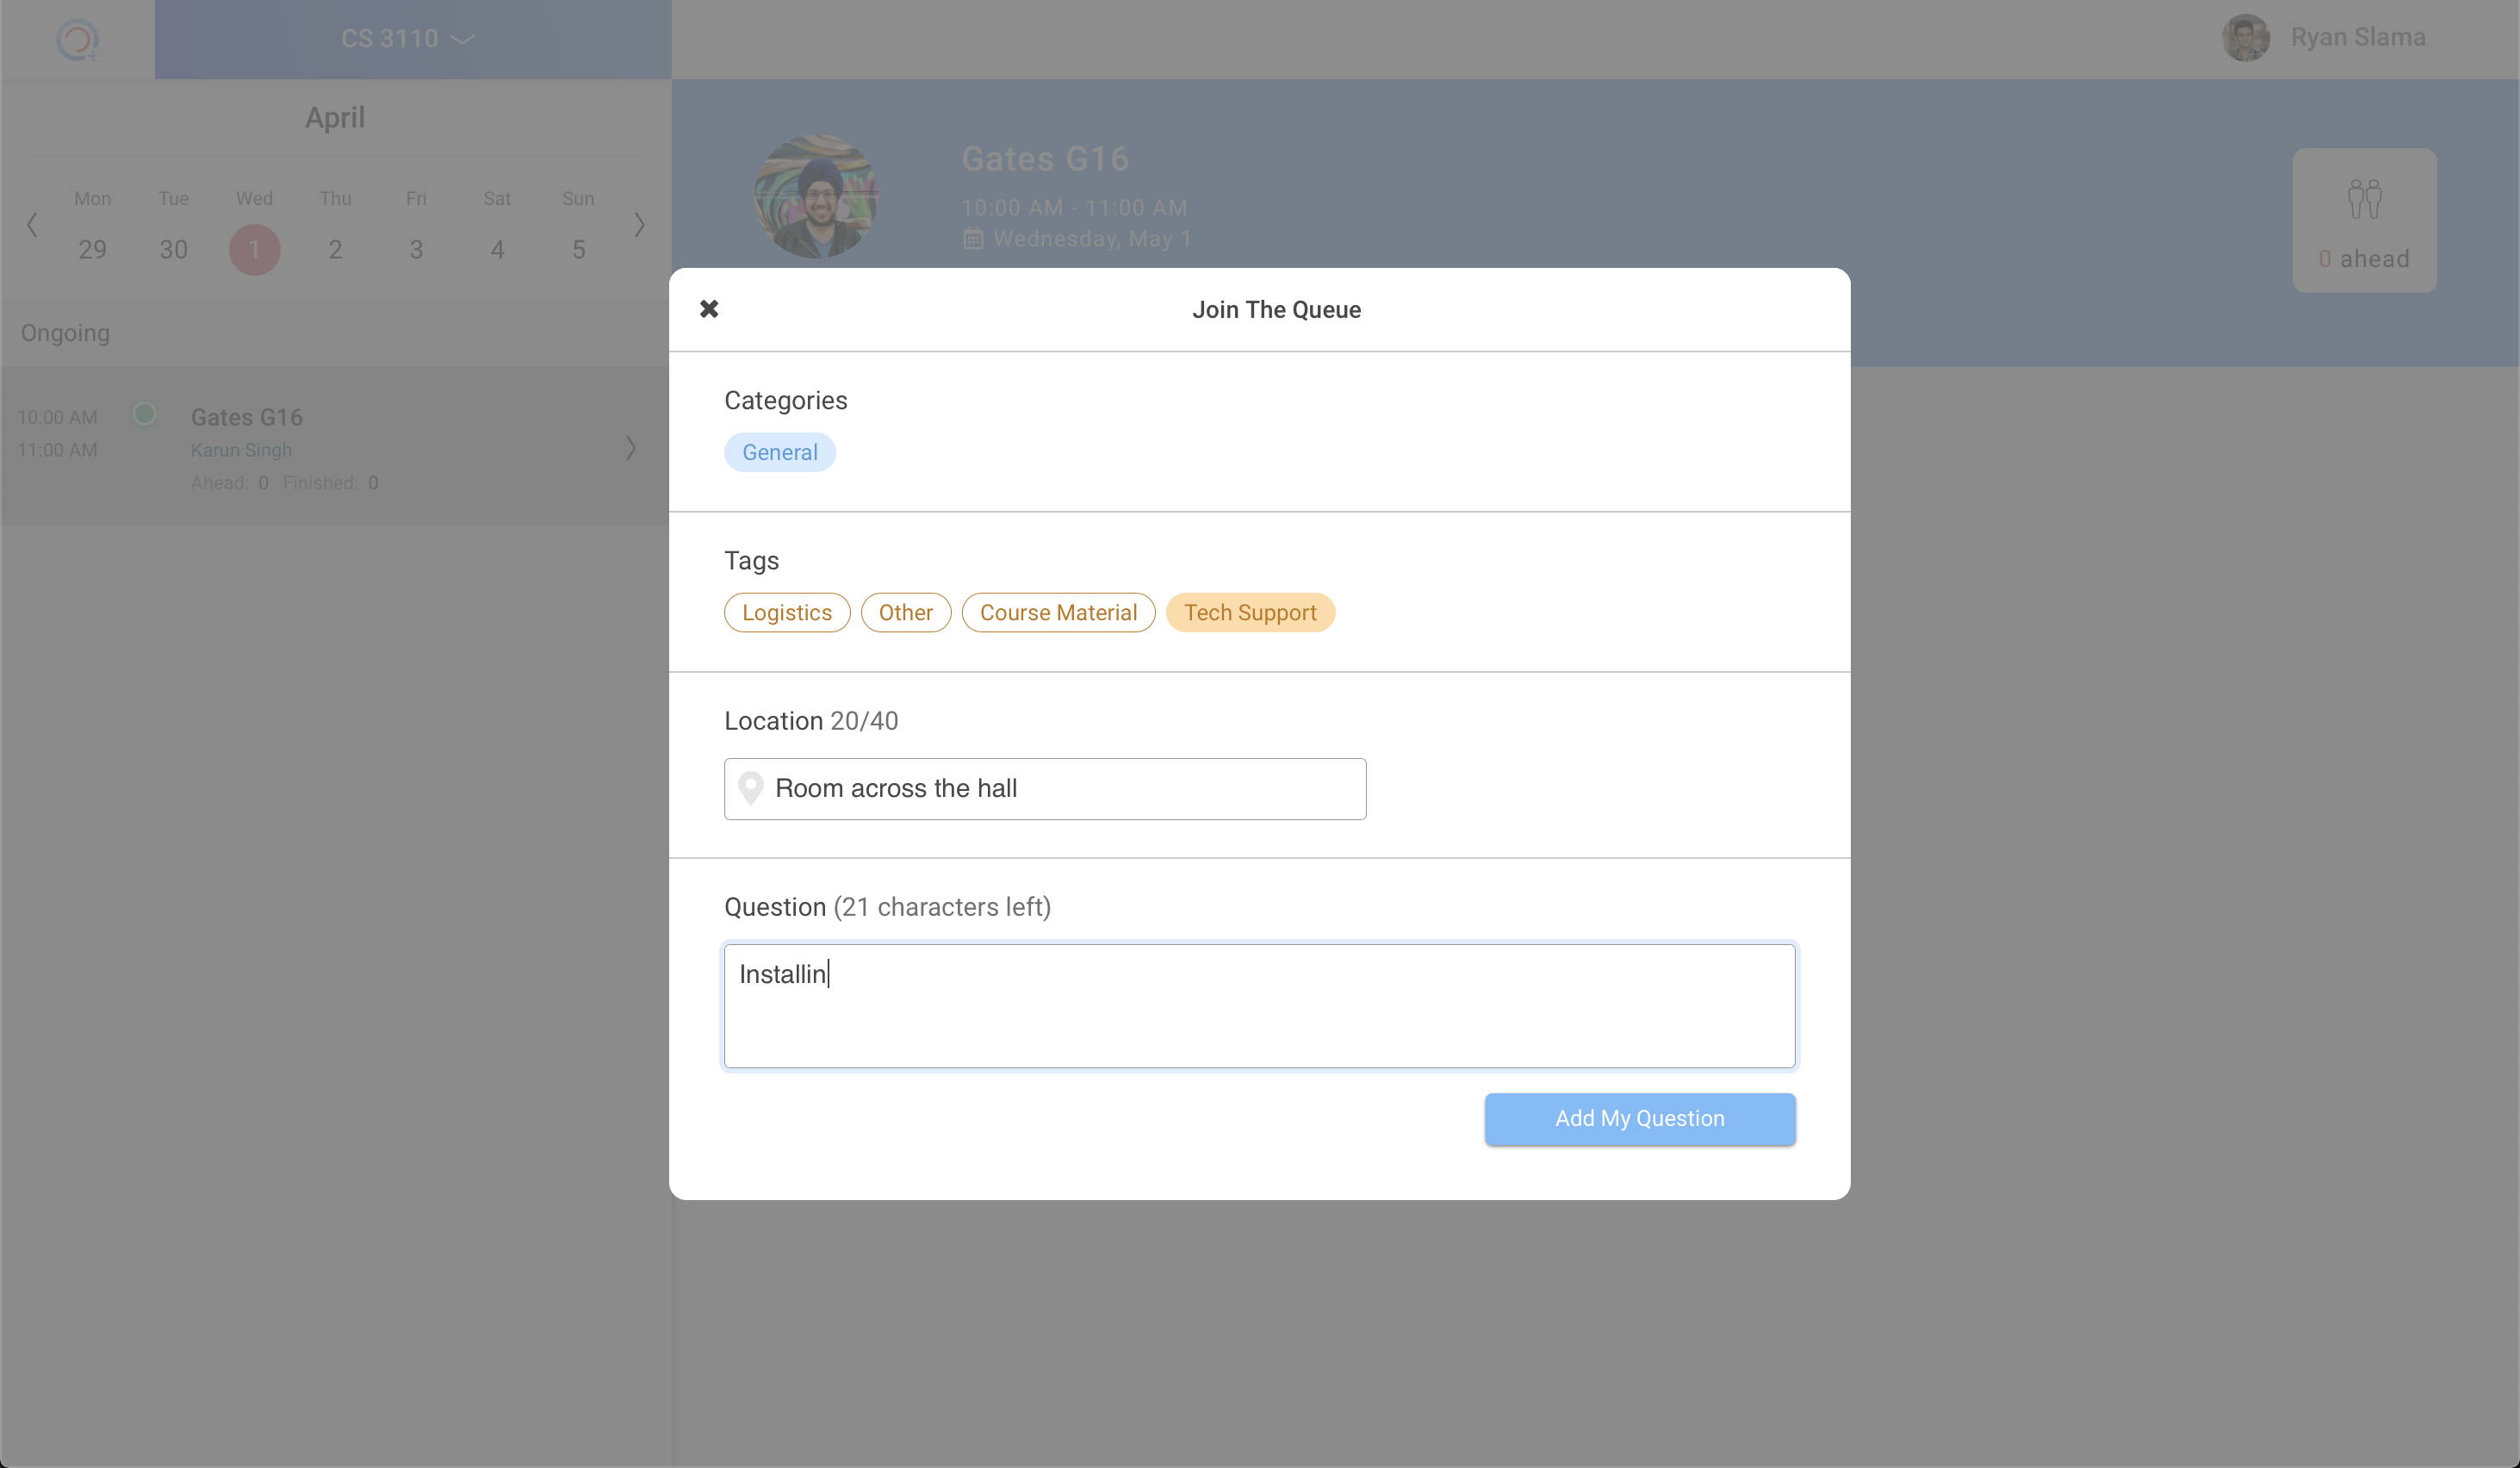 CS 3110
Ryan Slama
April
Mon Tue Wed Thu Fri Sat Sun
29 30 1 2 3 4 5
Ongoing
10:00 AM
11:00 AM
Gates G16
Karun Singh
Ahead: 0 Finished: 0
Gates G16
10:00 AM - 11:00 AM
Wednesday, May 1
0 ahead
Join The Queue
Categories
General
Tags
Logistics Other Course Material Tech Support
Location 20/40
Room across the hall
Question (21 characters left)
Installin
Add My Question